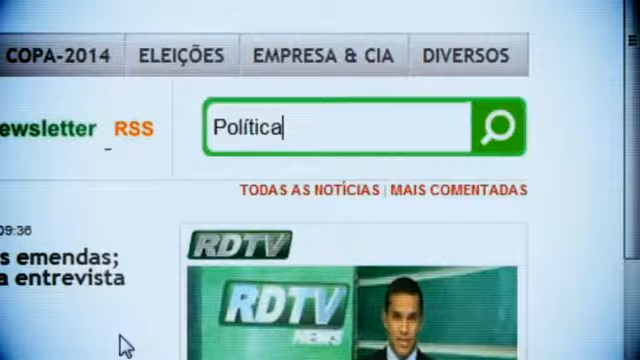 COPA-2014 ELEIÇÕES EMPRESA & CIA DIVERSOS
ewsletter RSS
Política
TODAS AS NOTÍCIAS | MAIS COMENTADAS
09:36
s emendas;
a entrevista
RDTV
RDTV
NEWS